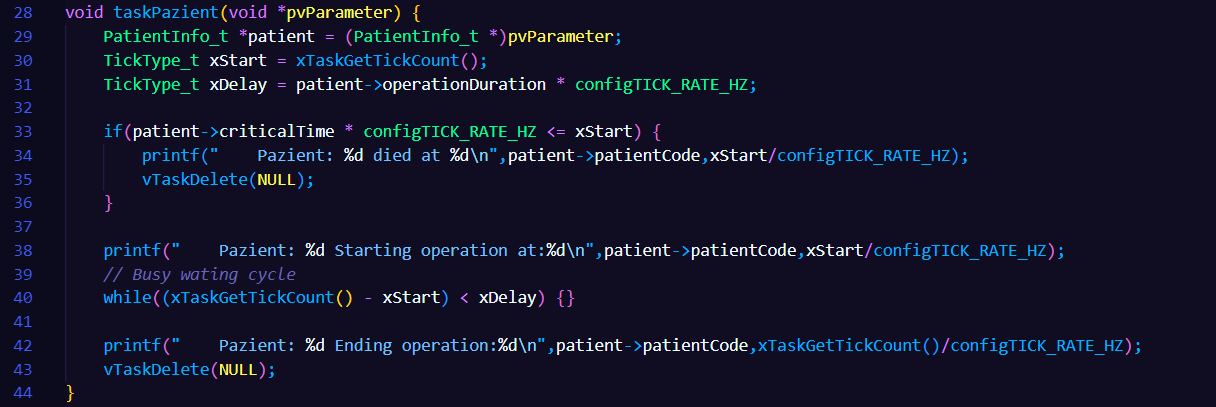 28 void taskPazient(void *pvParameter) {
29     PatientInfo_t *patient = (PatientInfo_t *)pvParameter;
30     TickType_t xStart = xTaskGetTickCount();
31     TickType_t xDelay = patient->operationDuration * configTICK_RATE_HZ;
32
33     if(patient->criticalTime * configTICK_RATE_HZ <= xStart) {
34         printf("    Pazient: %d died at %d\n",patient->patientCode,xStart/configTICK_RATE_HZ);
35         vTaskDelete(NULL);
36     }
37
38     printf("    Pazient: %d Starting operation at:%d\n",patient->patientCode,xStart/configTICK_RATE_HZ);
39     // Busy wating cycle
40     while((xTaskGetTickCount() - xStart) < xDelay) {}
41
42     printf("    Pazient: %d Ending operation:%d\n",patient->patientCode,xTaskGetTickCount()/configTICK_RATE_HZ);
43     vTaskDelete(NULL);
44 }